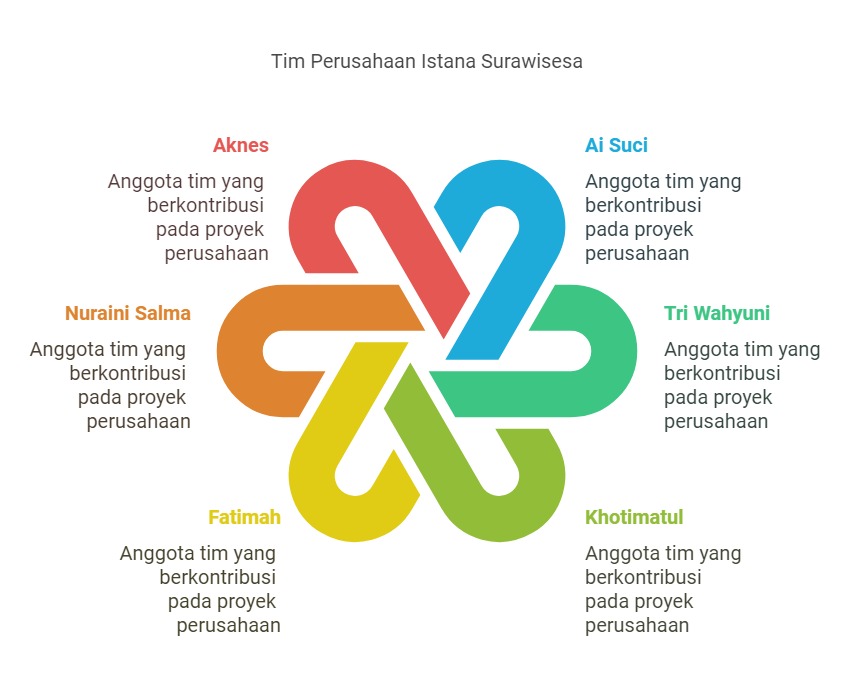 Tim Perusahaan Istana Surawisesa
Aknes
Anggota tim yang
berkontribusi
pada proyek
perusahaan
Ai Suci
Anggota tim yang
berkontribusi
pada proyek
perusahaan
Nuraini Salma
Anggota tim yang
berkontribusi
pada proyek
perusahaan
Tri Wahyuni
Anggota tim yang
berkontribusi
pada proyek
perusahaan
Fatimah
Anggota tim yang
berkontribusi
pada proyek
perusahaan
Khotimatul
Anggota tim yang
berkontribusi
pada proyek
perusahaan